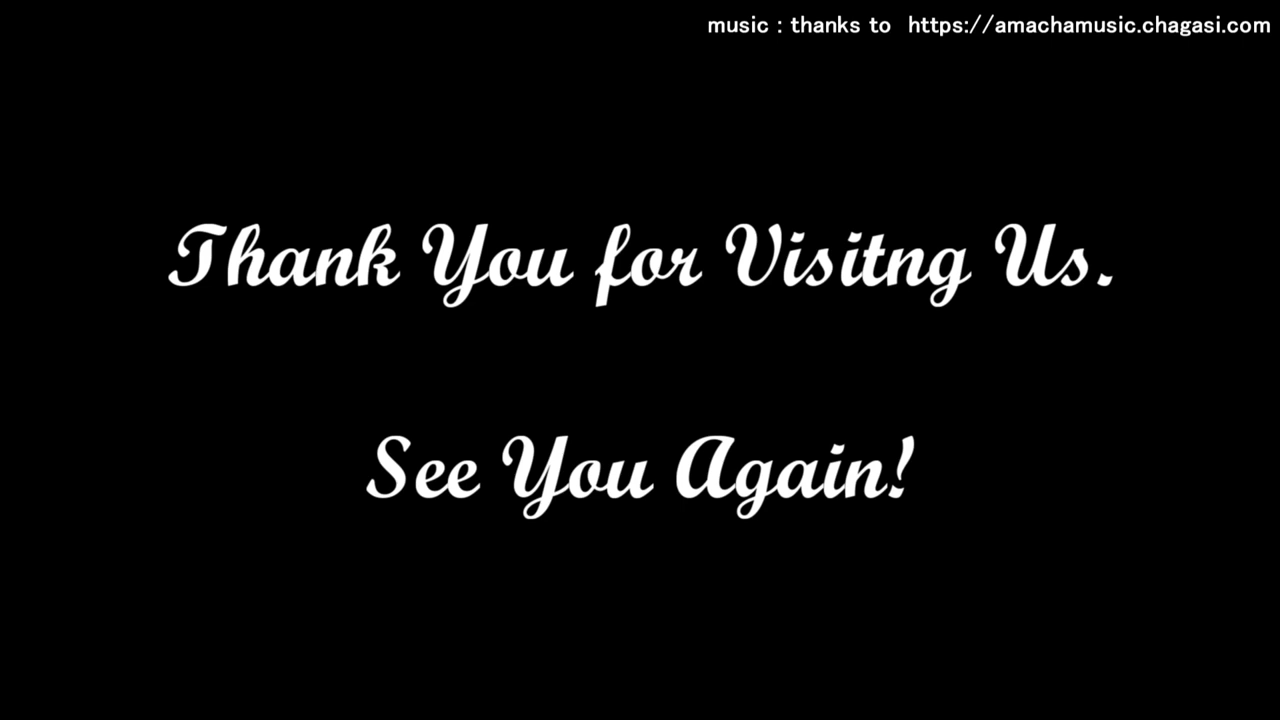 music : thanks to https://amachamusic.chagasi.com
Thank You for Visitng Us.
See You Again!